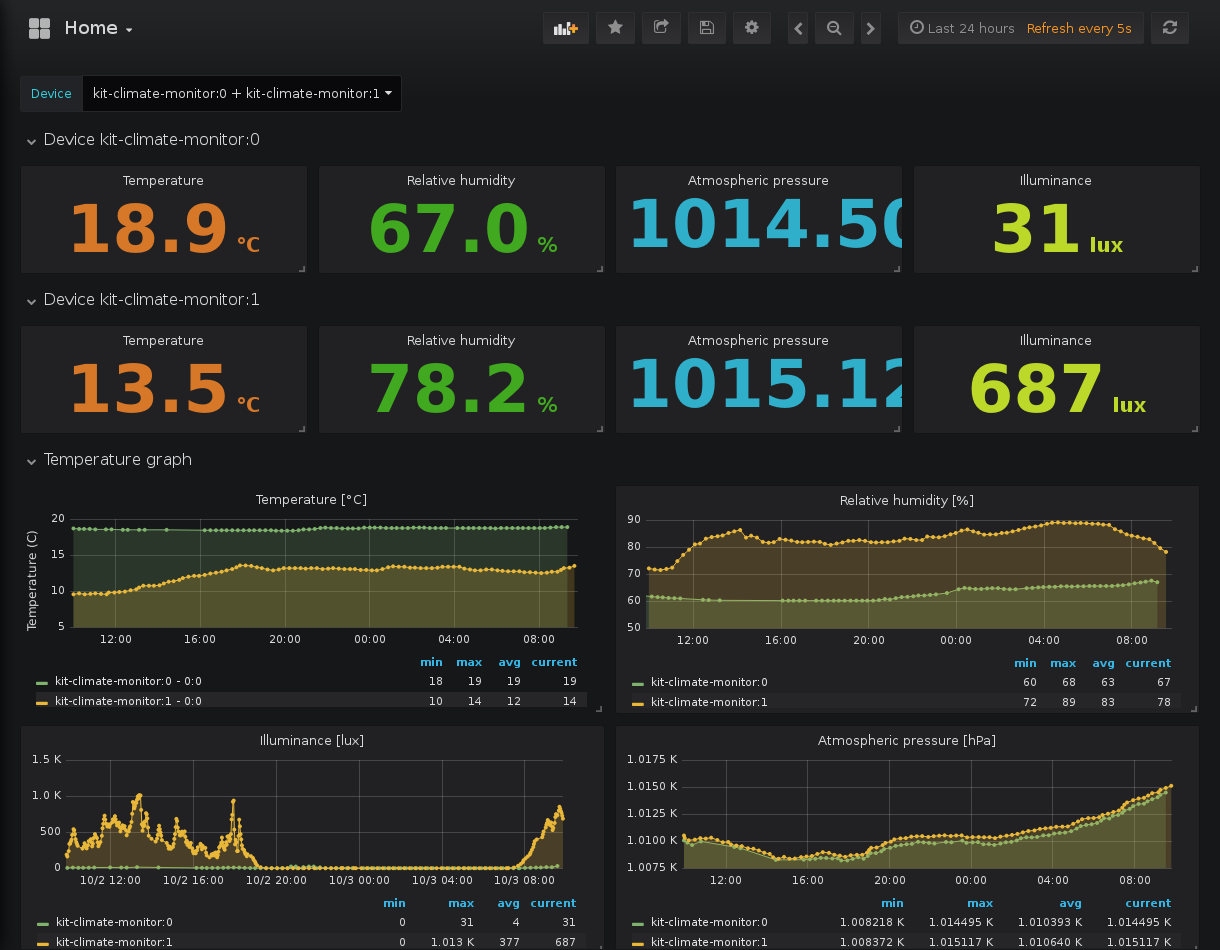 Home
Last 24 hours Refresh every 5s
Device kit-climate-monitor:0 + kit-climate-monitor:1
Device kit-climate-monitor:0
Temperature Relative humidity Atmospheric pressure Illuminance
18.9 °C 67.0 % 1014.50 31 lux
Device kit-climate-monitor:1
Temperature Relative humidity Atmospheric pressure Illuminance
13.5 °C 78.2 % 1015.12 687 lux
Temperature graph
Temperature [°C]
Temperature (C)
20
15
10
5
12:00 16:00 20:00 00:00 04:00 08:00
min max avg current
kit-climate-monitor:0 - 0:0 18 19 19 19
kit-climate-monitor:1 - 0:0 10 14 12 14
Relative humidity [%]
90
80
70
60
50
12:00 16:00 20:00 00:00 04:00 08:00
min max avg current
kit-climate-monitor:0 60 68 63 67
kit-climate-monitor:1 72 89 83 78
Illuminance [lux]
1.5 K
1.0 K
500
0
10/2 12:00 10/2 16:00 10/2 20:00 10/3 00:00 10/3 04:00 10/3 08:00
min max avg current
kit-climate-monitor:0 0 31 4 31
kit-climate-monitor:1 0 1.013 K 377 687
Atmospheric pressure [hPa]
1.0175 K
1.0150 K
1.0125 K
1.0100 K
1.0075 K
12:00 16:00 20:00 00:00 04:00 08:00
min max avg current
kit-climate-monitor:0 1.008218 K 1.014495 K 1.010393 K 1.014495 K
kit-climate-monitor:1 1.008372 K 1.015117 K 1.010640 K 1.015117 K